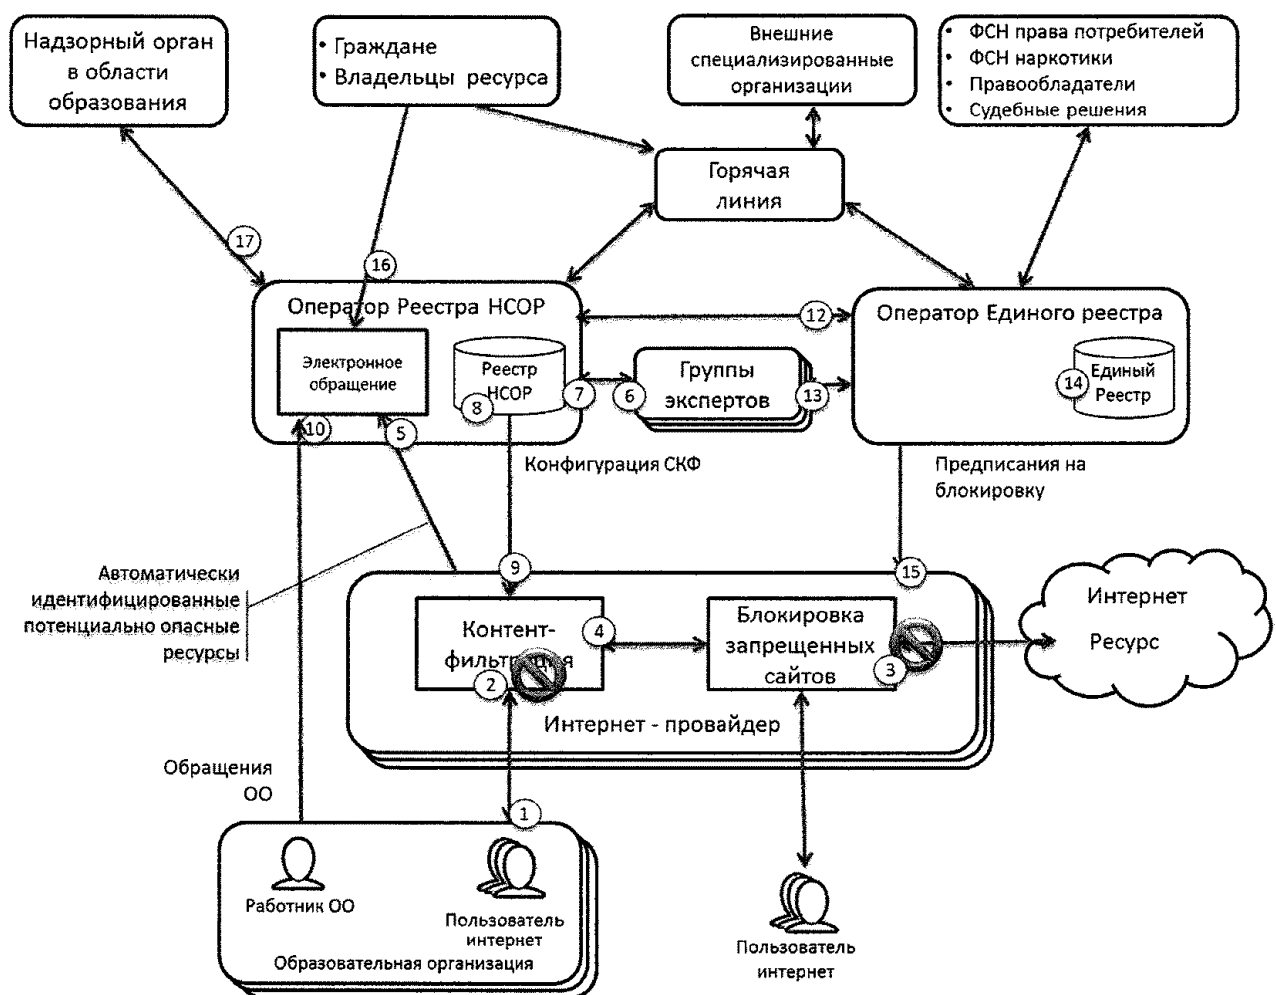 Надзорный орган
в области
образования
• Граждане
• Владельцы ресурса
Внешние
специализированные
организации
• ФСН права потребителей
• ФСН наркотики
• Правообладатели
• Судебные решения
Горячая
линия
17
16
Оператор Реестра НСОР
Электронное
обращение
Реестр
НСОР
8
7
6
Группы
экспертов
12
13
Оператор Единого реестра
14
Единый
Реестр
10
5
Конфигурация СКФ
Предписания на
блокировку
Автоматически
идентифицированные
потенциально опасные
ресурсы
9
15
Контент-
фильтрация
2
4
Блокировка
запрещенных
сайтов
3
Интернет
Ресурс
Интернет - провайдер
Обращения
ОО
1
Работник ОО
Пользователь
интернет
Образовательная организация
Пользователь
интернет